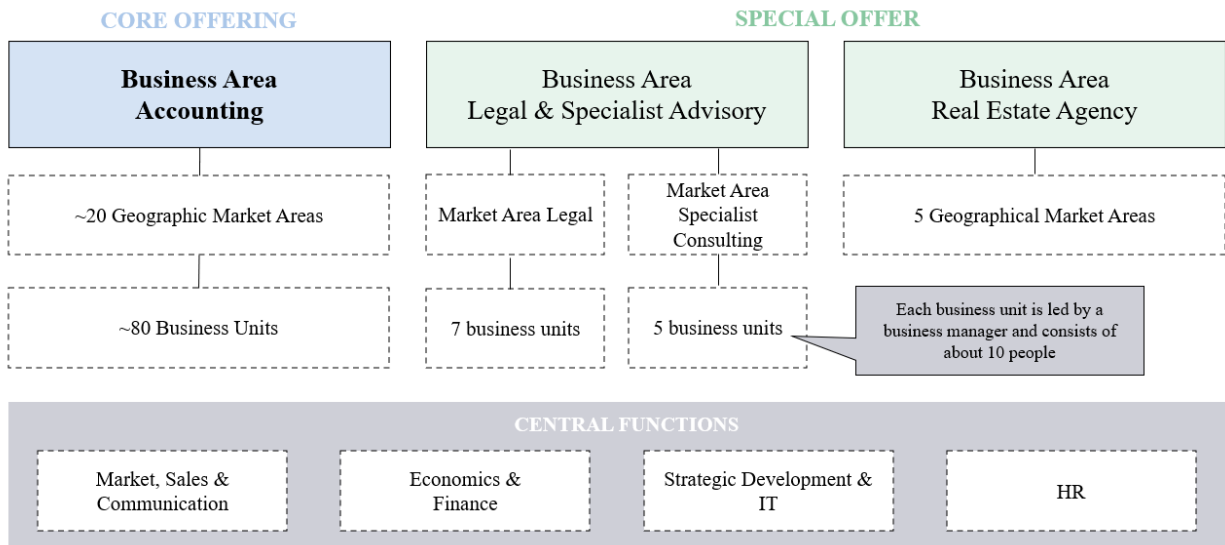 CORE OFFERING
SPECIAL OFFER
Business Area
Accounting
Business Area
Legal & Specialist Advisory
Business Area
Real Estate Agency
~20 Geographic Market Areas
Market Area Legal
Market Area
Specialist
Consulting
5 Geographical Market Areas
~80 Business Units
7 business units
5 business units
Each business unit is led by a
business manager and consists of
about 10 people
CENTRAL FUNCTIONS
Market, Sales &
Communication
Economics &
Finance
Strategic Development &
IT
HR